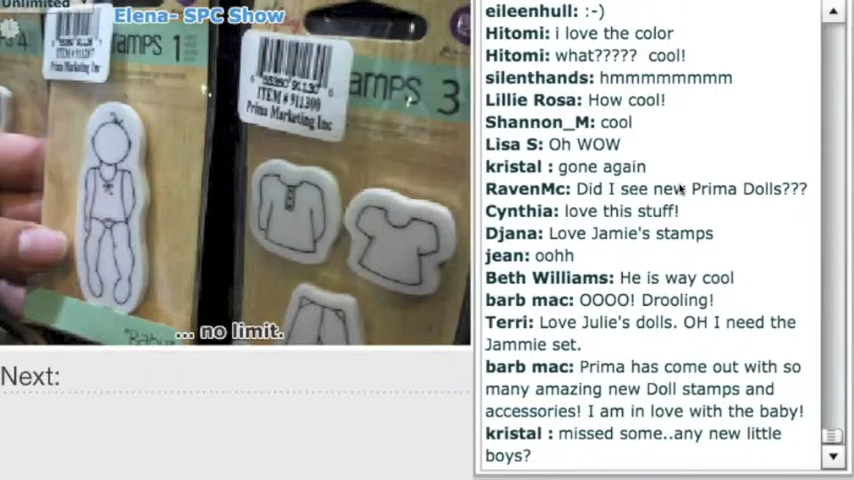 Unlimited
Elena- SPC Show
tamps 1
Prima Marketing Inc
amps 3
ITEM # 911300
Prima Marketing Inc
... no limit.
Next:
eileenhull: :-)
Hitomi: i love the color
Hitomi: what????? cool!
silenthands: hmmmmmmmm
Lillie Rosa: How cool!
Shannon_M: cool
Lisa S: Oh WOW
kristal : gone again
RavenMc: Did I see new Prima Dolls???
Cynthia: love this stuff!
Djana: Love Jamie's stamps
jean: oohh
Beth Williams: He is way cool
barb mac: OOOO! Drooling!
Terri: Love Julie's dolls. OH I need the
Jammie set.
barb mac: Prima has come out with so
many amazing new Doll stamps and
accessories! I am in love with the baby!
kristal : missed some..any new little
boys?